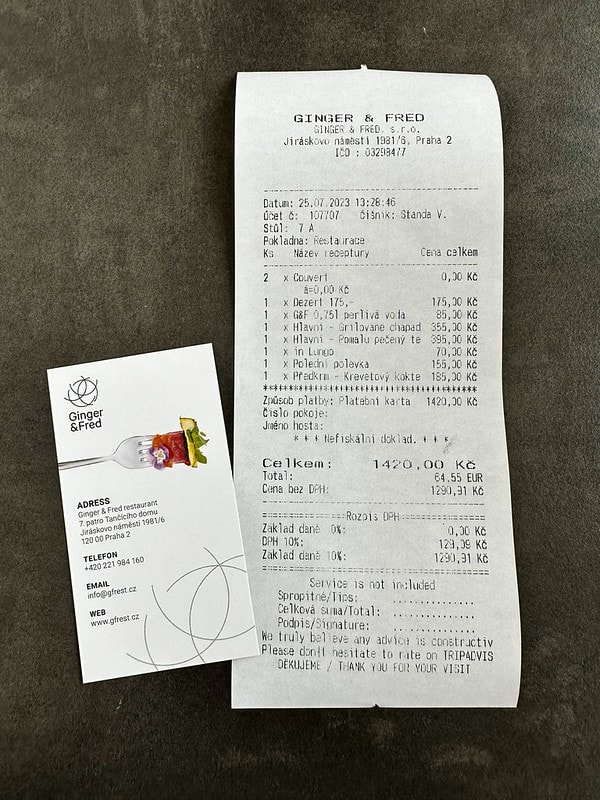 GINGER & FRED
GINGER & FRED, s.r.o.
Jiráskovo náměstí 1981/6, Praha 2
IČO : 03298477
Datum: 25.07.2023 13:28:46
Účet č: 107707 číšník: Standa V.
Stůl: 7 A
Pokladna: Restaurace
Ks Název receptury Cena celkem
2 x Couvert 0,00 Kč
á=0,00 Kč
1 x Dezert 175,- 175,00 Kč
1 x G&F 0,75l perlivá voda 85,00 Kč
1 x Hlavní - Grilované chapad 355,00 Kč
1 x Hlavní - Pomalu pečený te 395,00 Kč
1 x in Lungo 70,00 Kč
1 x Polední polevka 155,00 Kč
1 x Předkrm - Krevetový kokte 185,00 Kč
Způsob platby: Platební karta 1420,00 Kč
Číslo pokoje:
Jméno hosta:
* * * Nefiskální doklad. * * *
Celkem: 1420,00 Kč
Total: 64.55 EUR
Cena bez DPH: 1290,91 Kč
Rozpis DPH
Základ daně 0%: 0,00 Kč
DPH 10%: 129,09 Kč
Základ daně 10%: 1290,91 Kč
Service is not included
Spropitné/Tips: ..............
Celková suma/Total: ..............
Podpis/Signature: ..............
We truly believe any advice is constructiv
Please don't hesitate to rate on TRIPADVIS
DĚKUJEME / THANK YOU FOR YOUR VISIT
Ginger
&Fred
ADRESS
Ginger & Fred restaurant
7. patro Tančícího domu
Jiráskovo náměstí 1981/6
120 00 Praha 2
TELEFON
+420 221 984 160
EMAIL
info@gfrest.cz
WEB
www.gfrest.cz